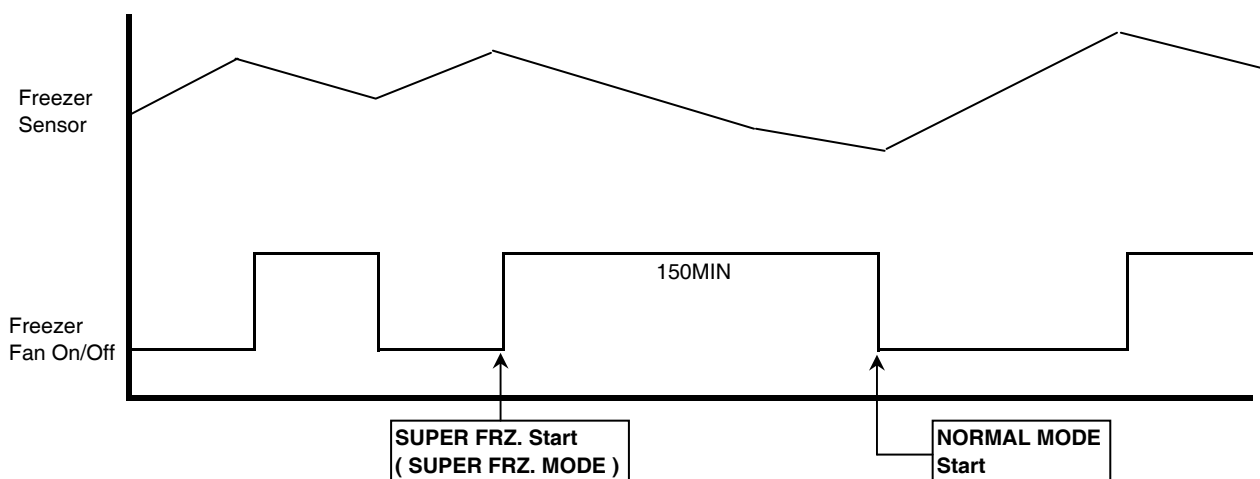 Freezer
Sensor
150MIN
Freezer
Fan On/Off
SUPER FRZ. Start
( SUPER FRZ. MODE )
NORMAL MODE
Start